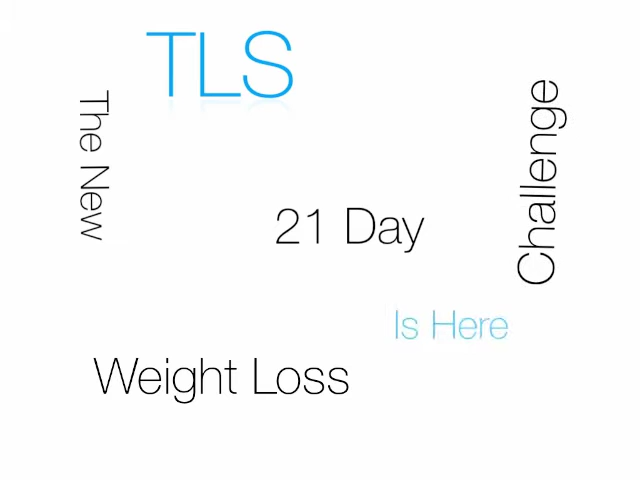 The New
TLS
21 Day
Weight Loss
Challenge
Is Here